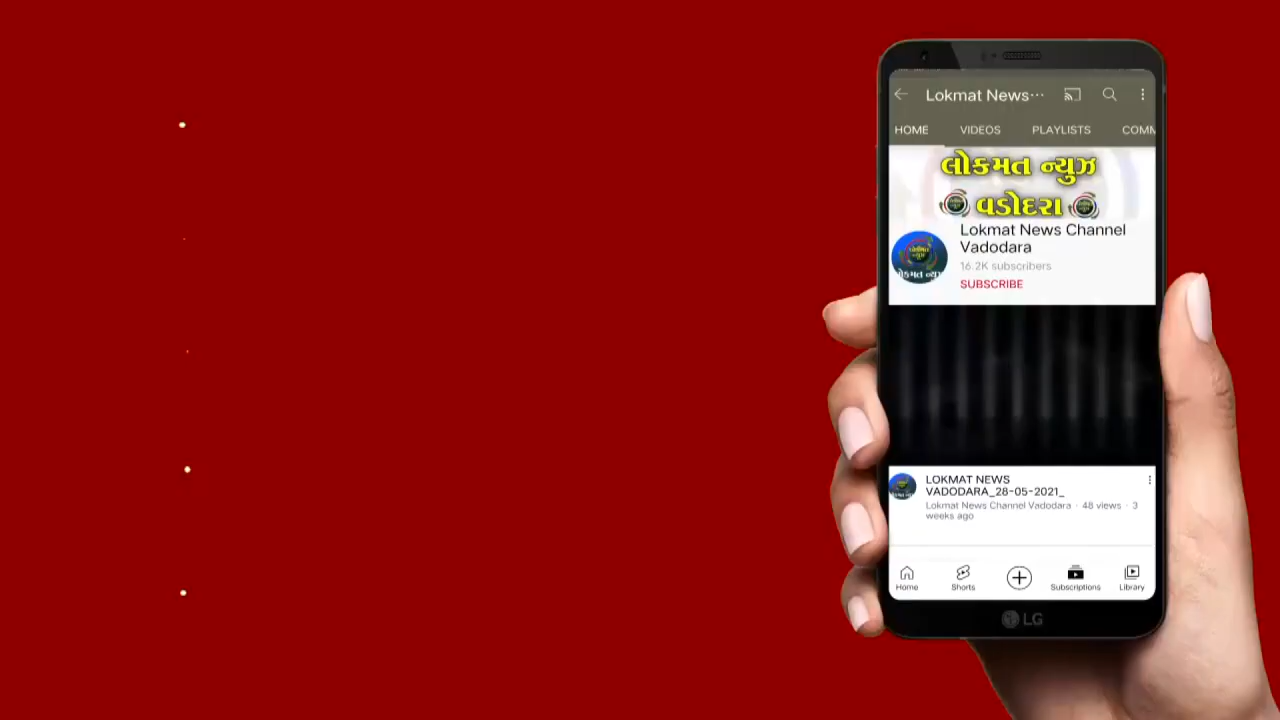 Lokmat News...
HOME VIDEOS PLAYLISTS COMM
લોકમત ન્યુઝ
વડોદરા
Lokmat News Channel
Vadodara
16.2K subscribers
SUBSCRIBE
LOKMAT NEWS
VADODARA_28-05-2021_
Lokmat News Channel Vadodara · 48 views · 3
weeks ago
Home Shorts Subscriptions Library
LG